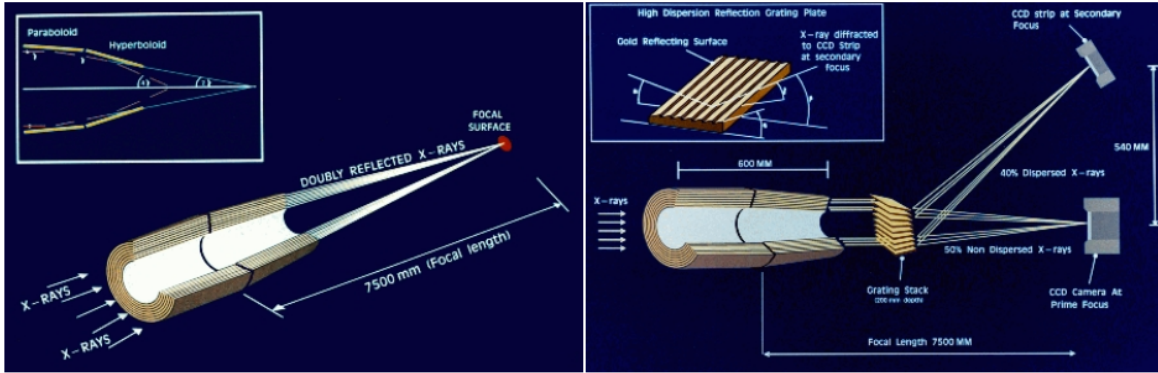 Paraboloid
Hyperboloid
FOCAL
SURFACE
DOUBLY REFLECTED X-RAYS
7500 mm (Focal length)
X-RAYS
X-RAYS
High Dispersion Reflection Grating Plate
Gold Reflecting Surface
X-ray diffracted
to CCD Strip
at secondary
Focus
CCD strip at Secondary
Focus
600 MM
540 MM
X-rays
40% Dispersed X-rays
50% Non Dispersed X-rays
Grating Stack
(200 mm depth)
CCD Camera At
Prime Focus
Focal Length 7500 MM